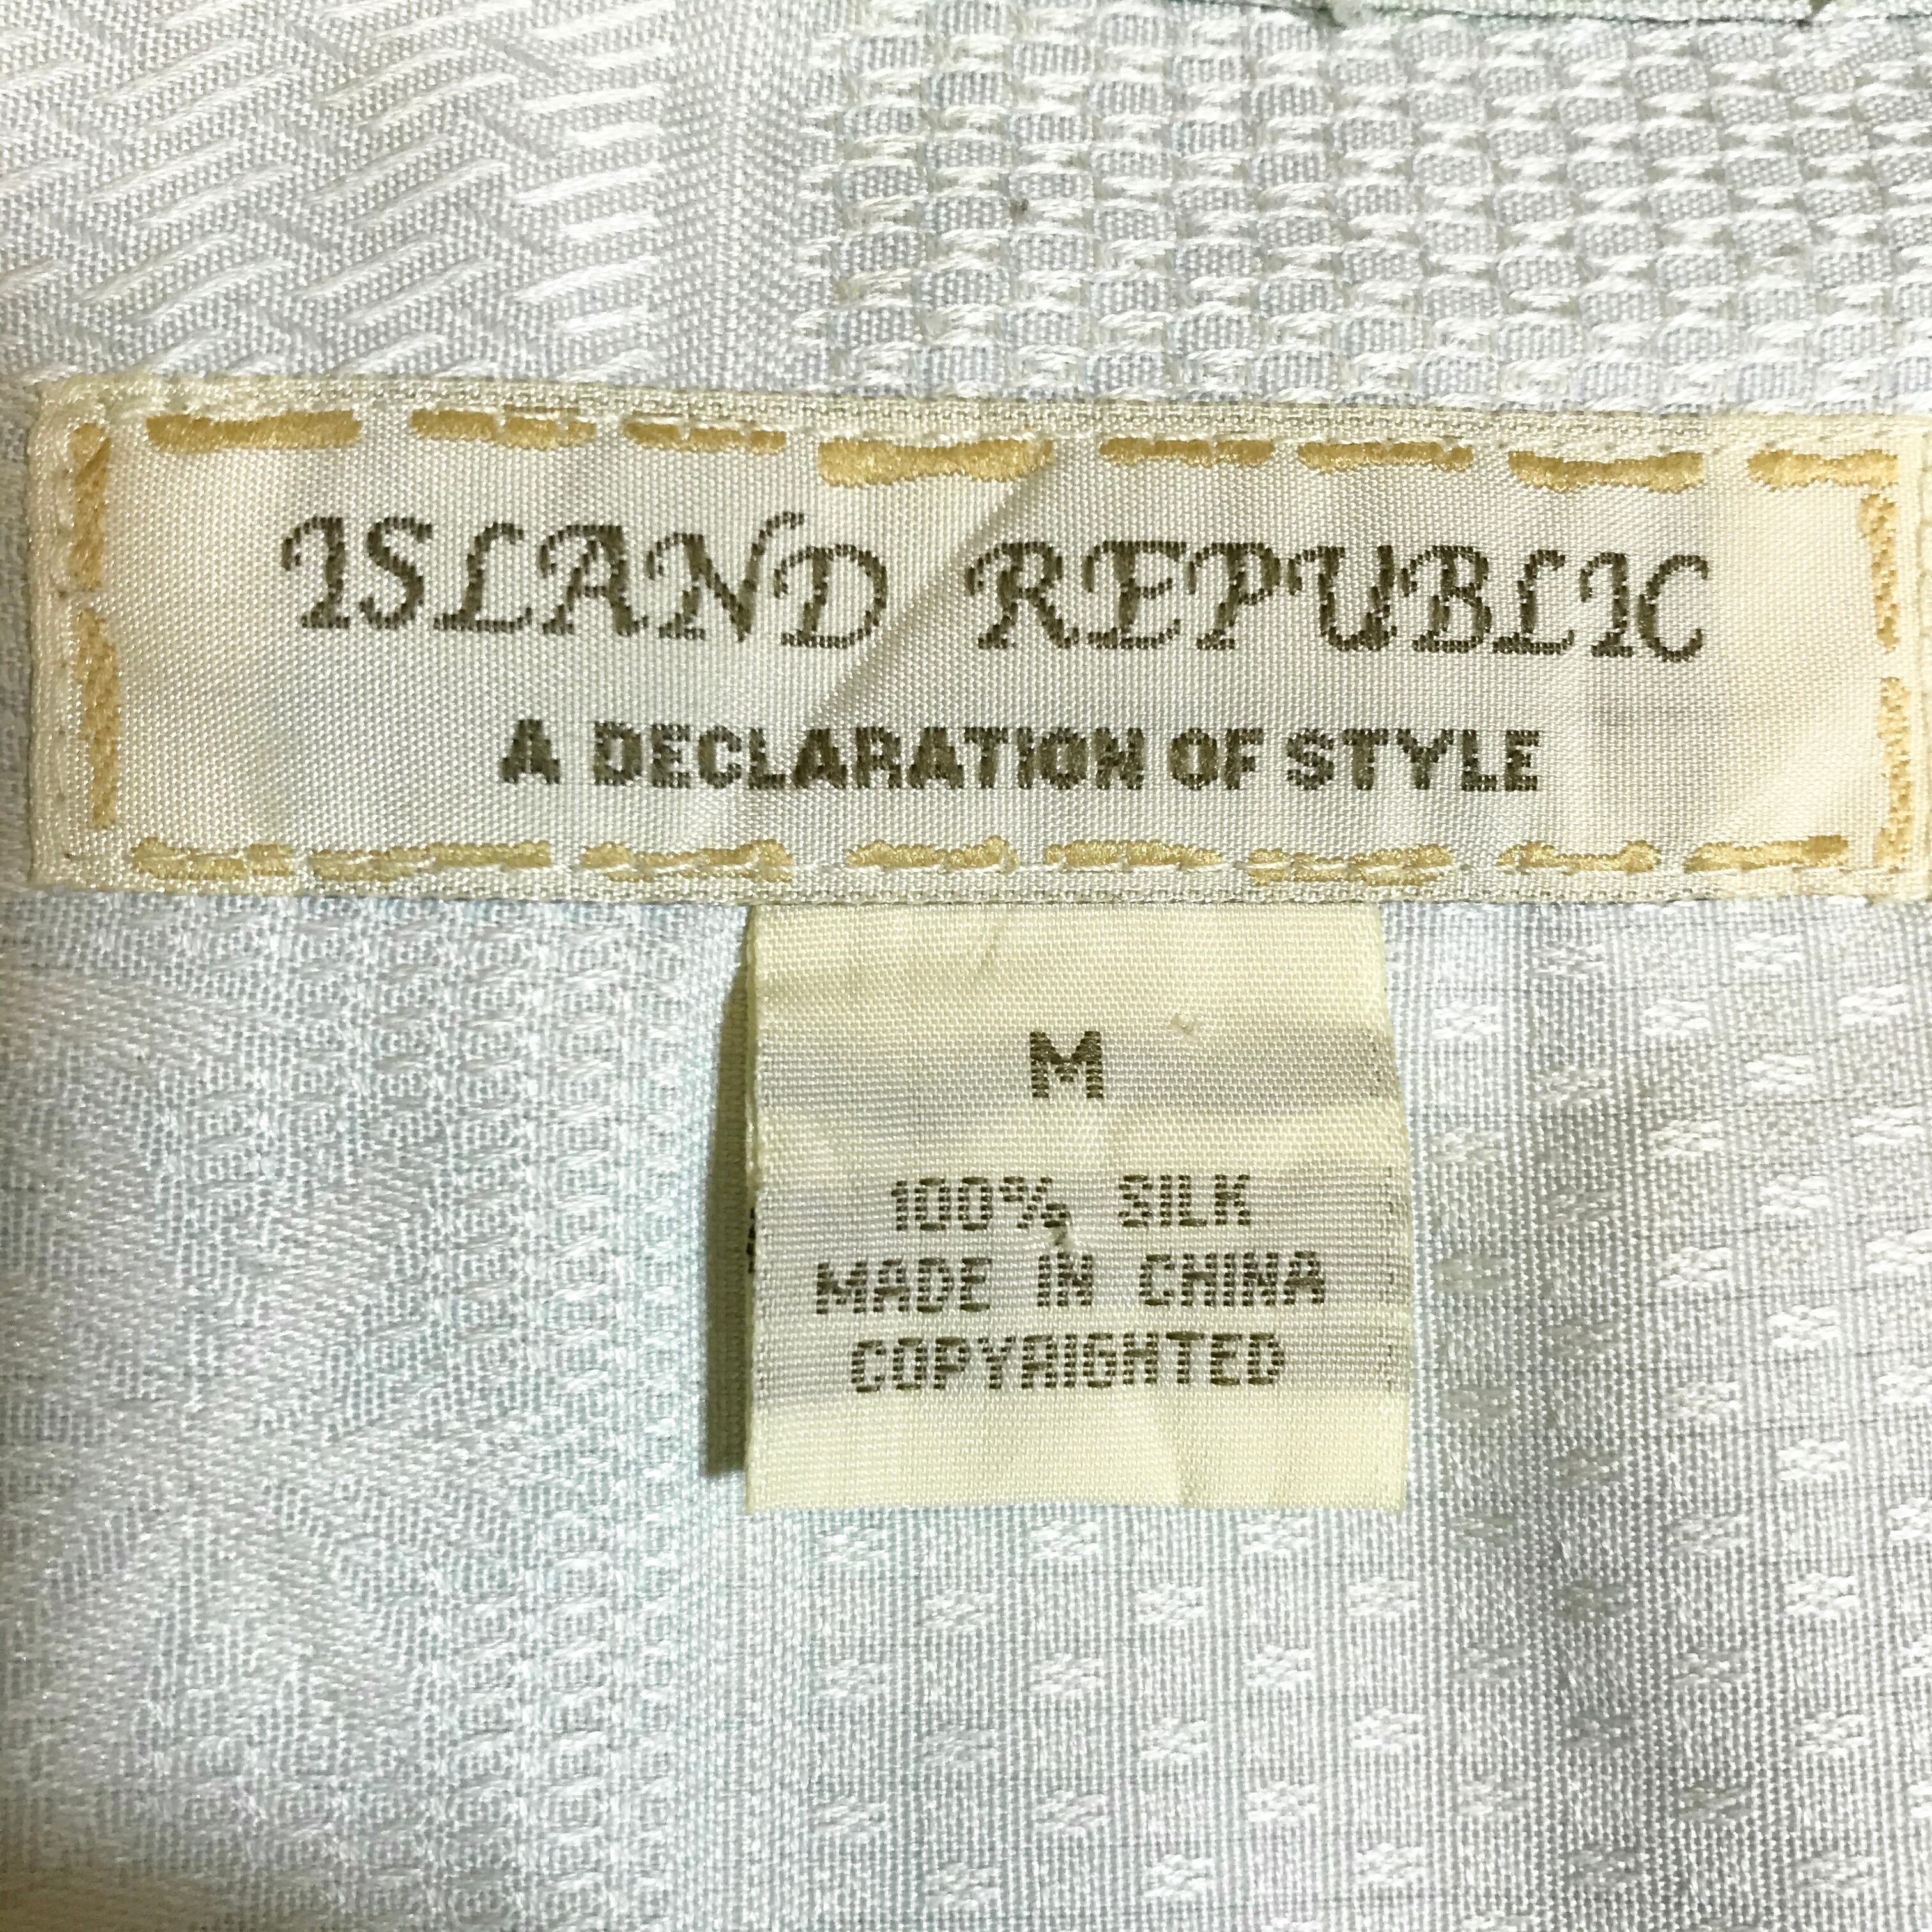 ISLAND REPUBLIC
A DECLARATION OF STYLE
M
100% SILK
MADE IN CHINA
COPYRIGHTED